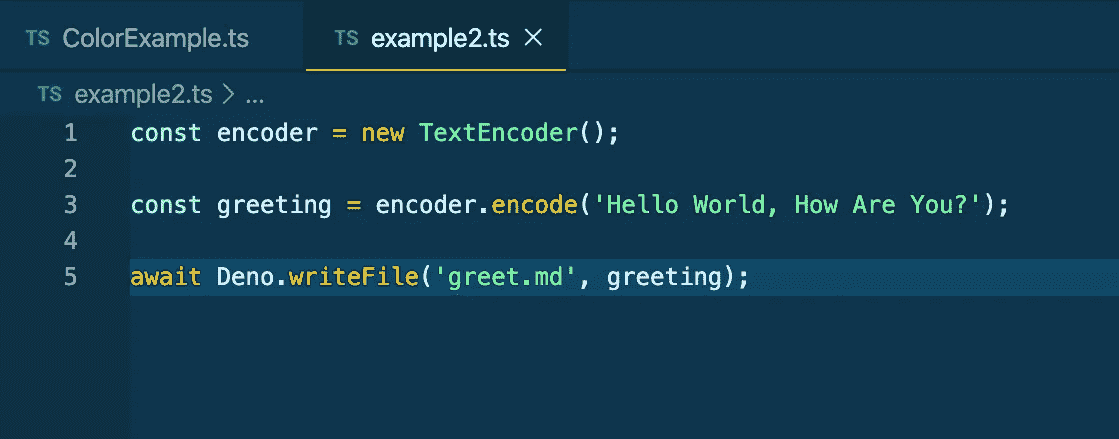 TS ColorExample.ts TS example2.ts ×
TS example2.ts > ...
1 const encoder = new TextEncoder();
2
3 const greeting = encoder.encode('Hello World, How Are You?');
4
5 await Deno.writeFile('greet.md', greeting);